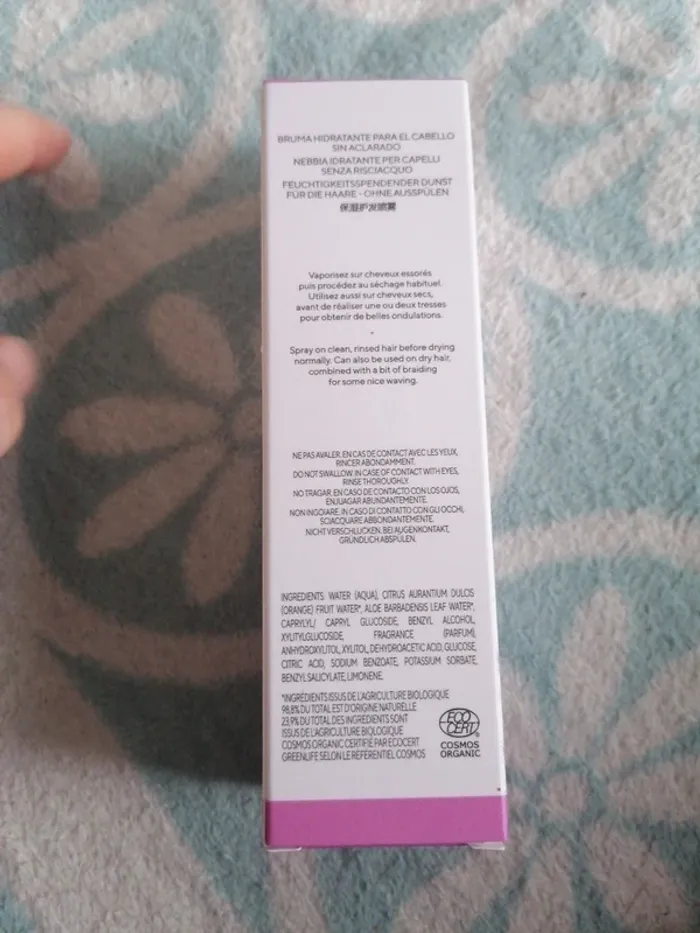 BRUMA HIDRATANTE PARA EL CABELLO
SIN ACLARADO
NEBBIA IDRATANTE PER CAPELLI
SENZA RISCIACQUO
FEUCHTIGKEITSSPENDENDER DUNST
FÜR DIE HAARE - OHNE AUSSPÜLEN
保湿护发喷雾
Vaporisez sur cheveux essorés
puis procédez au séchage habituel.
Utilisez aussi sur cheveux secs,
avant de réaliser une ou deux tresses
pour obtenir de belles ondulations.
Spray on clean, rinsed hair before drying
normally. Can also be used on dry hair,
combined with a bit of braiding
for some nice waving.
NE PAS AVALER. EN CAS DE CONTACT AVEC LES YEUX,
RINCER ABONDAMMENT.
DO NOT SWALLOW. IN CASE OF CONTACT WITH EYES,
RINSE THOROUGHLY.
NO TRAGAR. EN CASO DE CONTACTO CON LOS OJOS,
ENJUAGAR ABUNDANTEMENTE.
NON INGOIARE. IN CASO DI CONTATTO CON GLI OCCHI,
SCIACQUARE ABBONDANTEMENTE.
NICHT VERSCHLUCKEN. BEI AUGENKONTAKT,
GRÜNDLICH ABSPÜLEN.
INGREDIENTS: WATER (AQUA), CITRUS AURANTIUM DULCIS
(ORANGE) FRUIT WATER*, ALOE BARBADENSIS LEAF WATER*,
CAPRYLYL/ CAPRYL GLUCOSIDE, BENZYL ALCOHOL,
XYLITYLGLUCOSIDE, FRAGRANCE (PARFUM),
ANHYDROXYLITOL, XYLITOL, DEHYDROACETIC ACID, GLUCOSE,
CITRIC ACID, SODIUM BENZOATE, POTASSIUM SORBATE,
BENZYL SALICYLATE, LIMONENE.
*INGRÉDIENTS ISSUS DE L'AGRICULTURE BIOLOGIQUE
98,8% DU TOTAL EST D'ORIGINE NATURELLE
23,9% DU TOTAL DES INGREDIENTS SONT
ISSUS DE L'AGRICULTURE BIOLOGIQUE
COSMOS ORGANIC CERTIFIÉ PAR ECOCERT
GREENLIFE SELON LE RÉFÉRENTIEL COSMOS
ECO
CERT
COSMOS
ORGANIC